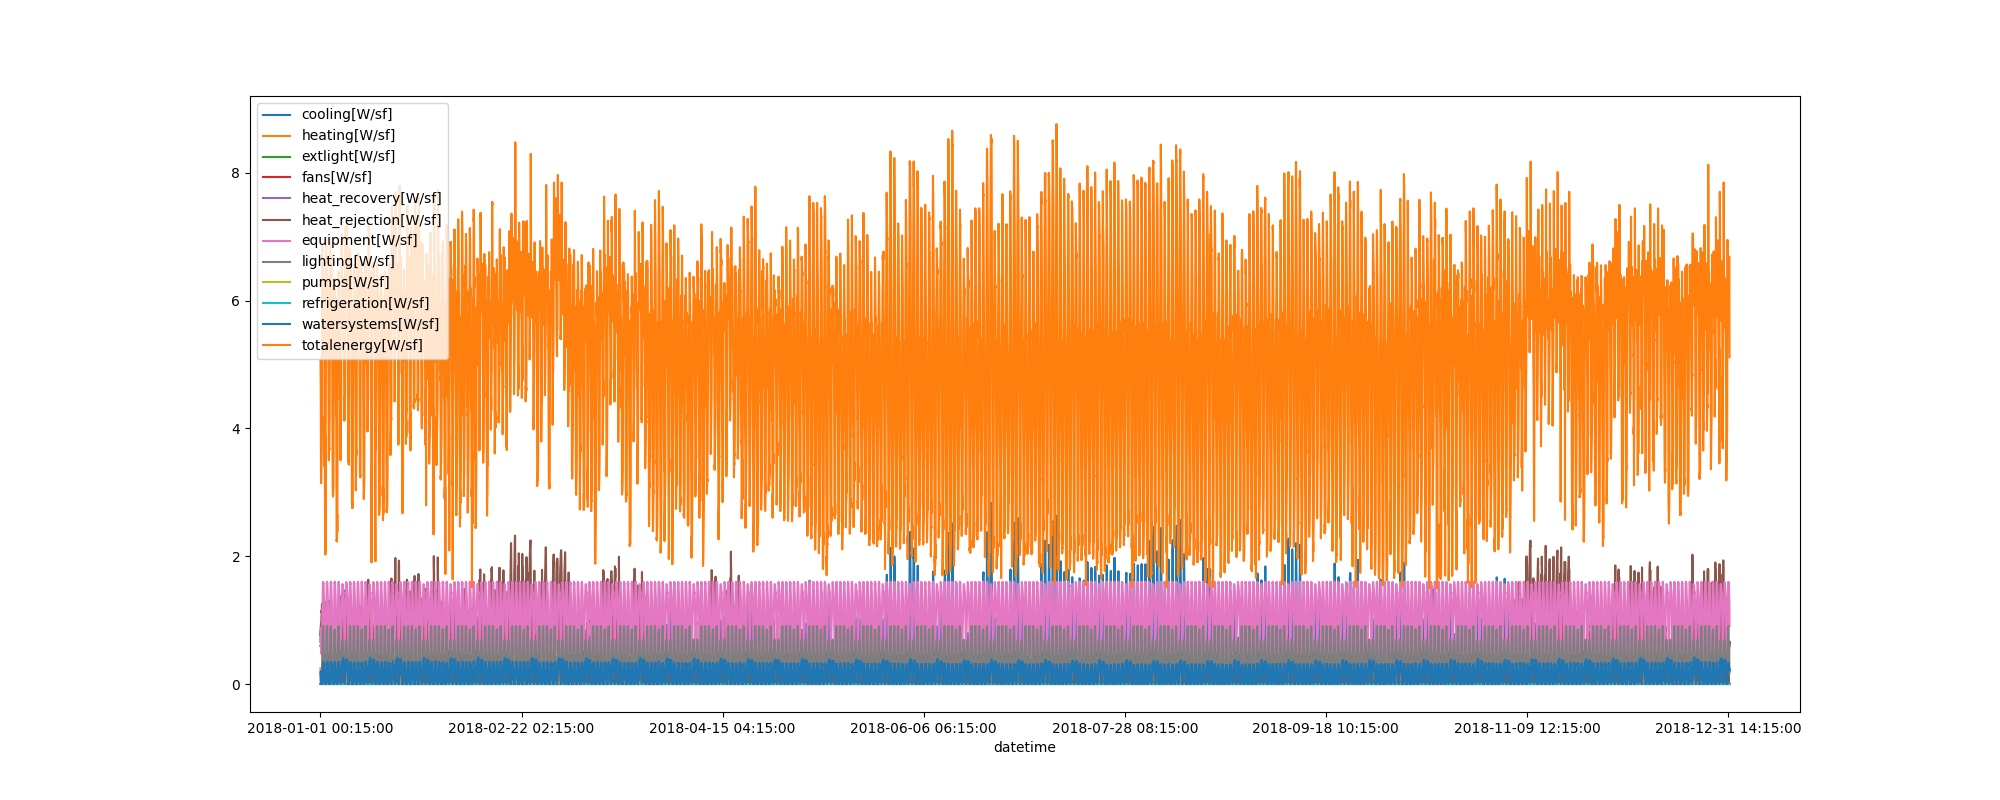 cooling[W/sf]
heating[W/sf]
extlight[W/sf]
fans[W/sf]
heat_recovery[W/sf]
heat_rejection[W/sf]
equipment[W/sf]
lighting[W/sf]
pumps[W/sf]
refrigeration[W/sf]
watersystems[W/sf]
totalenergy[W/sf]
8
6
4
2
0
2018-01-01 00:15:00 2018-02-22 02:15:00 2018-04-15 04:15:00 2018-06-06 06:15:00 2018-07-28 08:15:00 2018-09-18 10:15:00 2018-11-09 12:15:00 2018-12-31 14:15:00
datetime